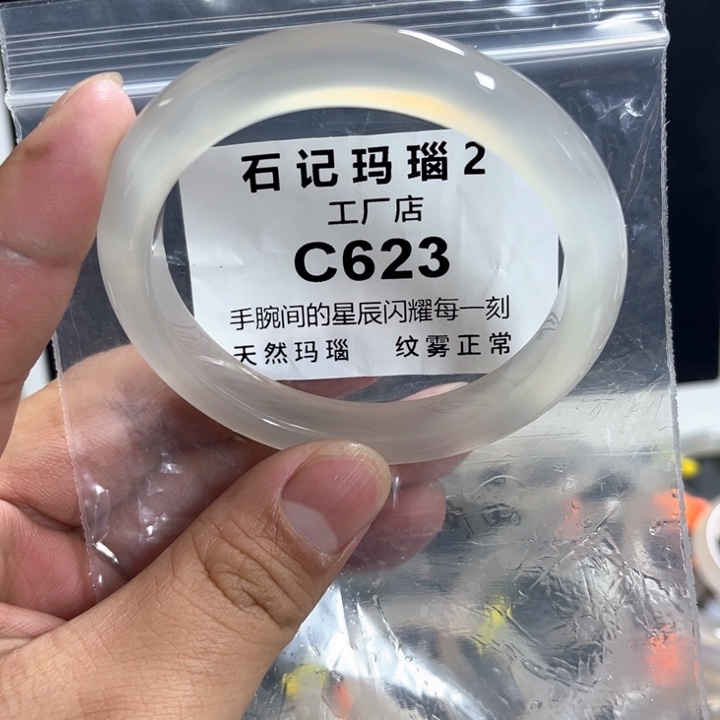 石记玛瑙2
工厂店
C623
手腕间的星辰闪耀每一刻
天然玛瑙 纹雾正常